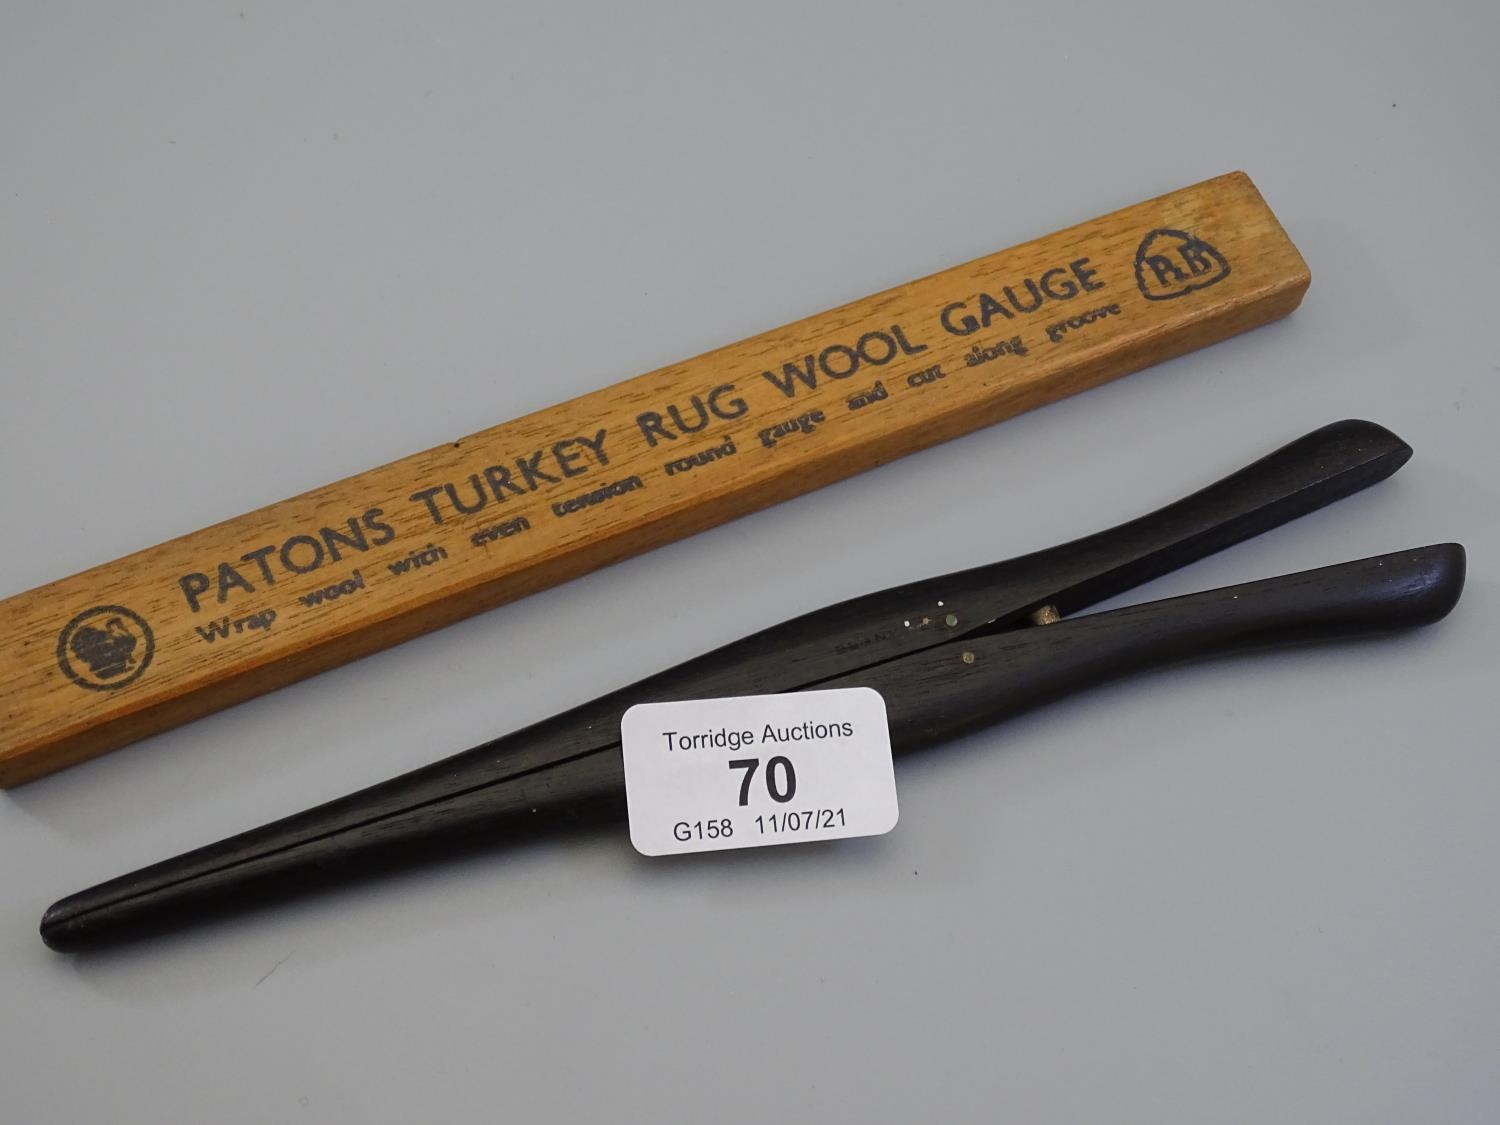 PATONS TURKEY RUG WOOL GAUGE
Wrap wool with even tension round gauge and cut along groove
Torridge Auctions
70
G158 11/07/21